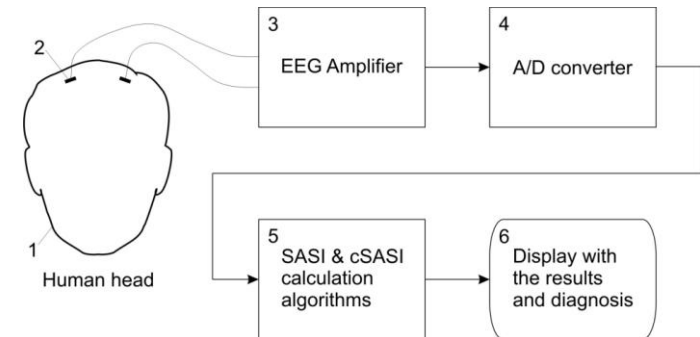 2
3
EEG Amplifier
4
A/D converter
1
Human head
5
SASI & cSASI
calculation
algorithms
6
Display with
the results
and diagnosis